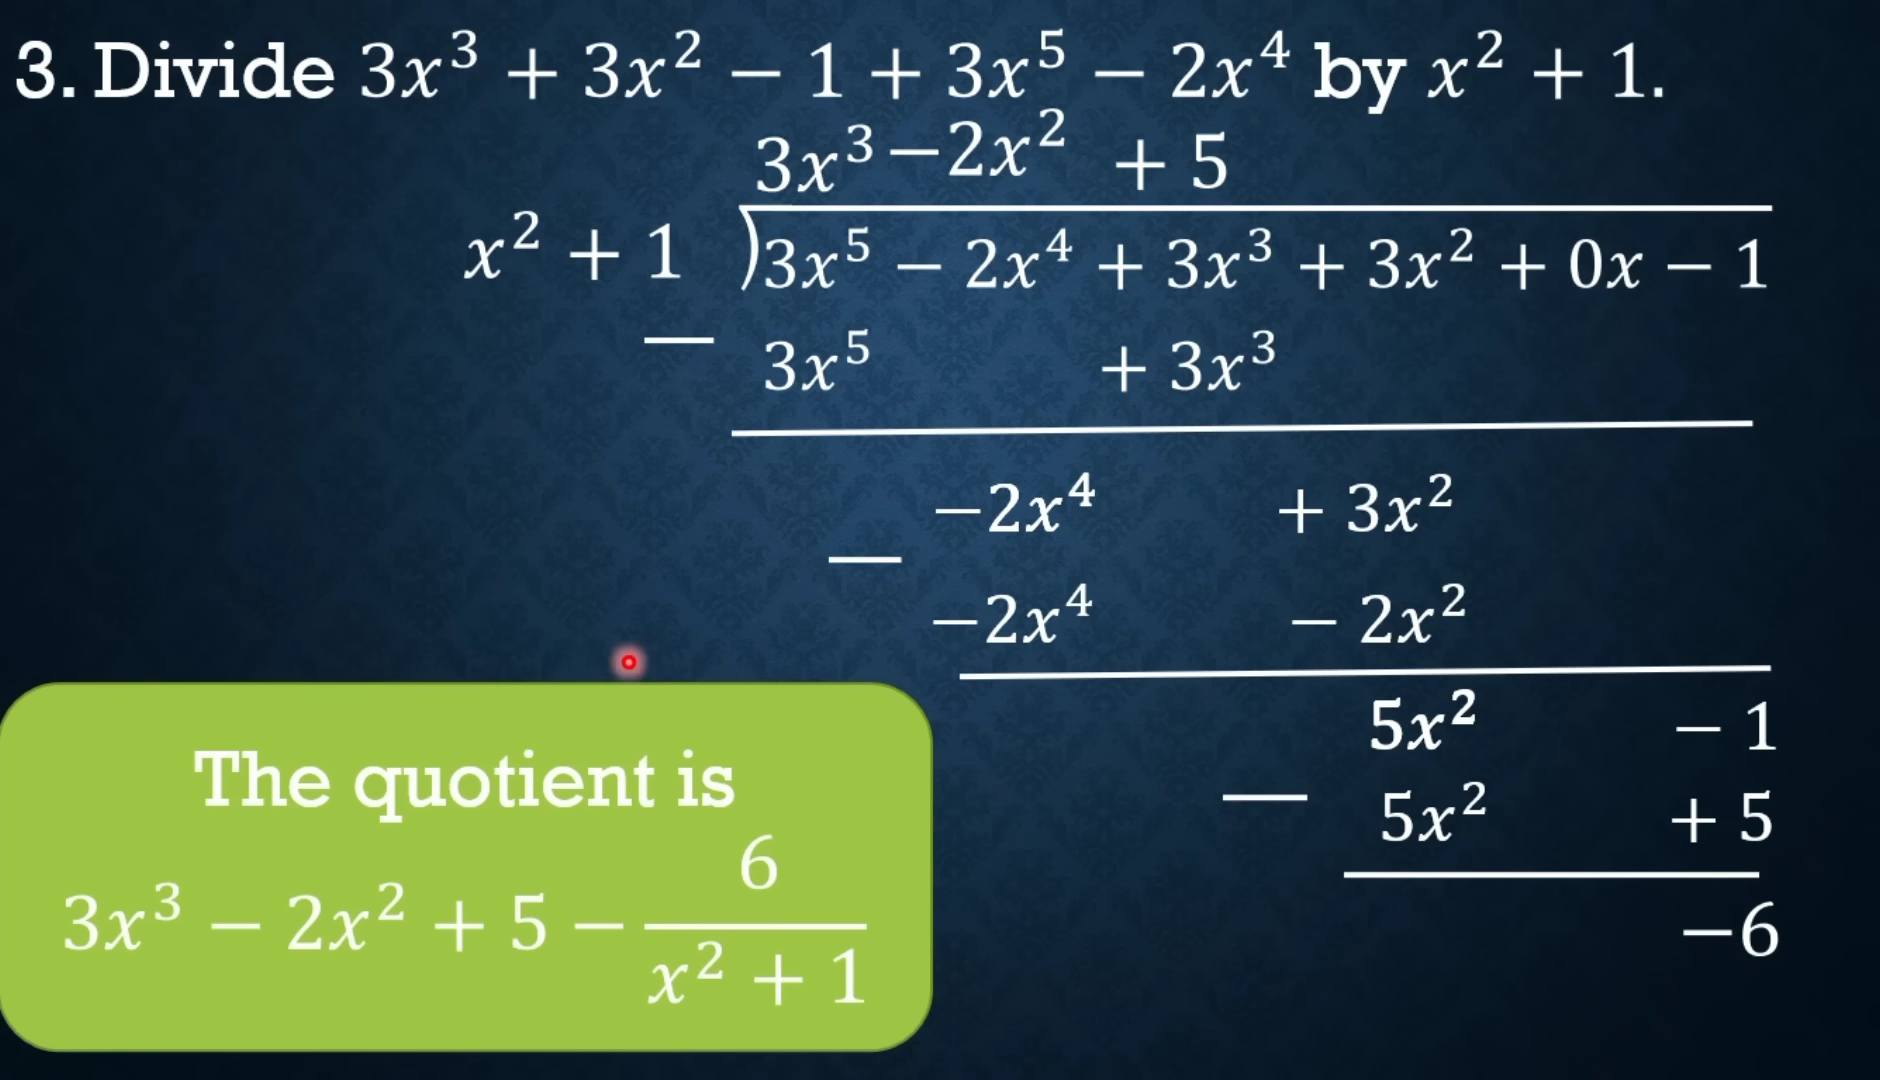 3. Divide 3x³ + 3x² − 1 + 3x⁵ − 2x⁴ by x² + 1.
3x³ − 2x² + 5
x² + 1 ) 3x⁵ − 2x⁴ + 3x³ + 3x² + 0x − 1
− 3x⁵ + 3x³
−2x⁴ + 3x²
−
−2x⁴ − 2x²
5x² − 1
− 5x² + 5
−6
The quotient is
3x³ − 2x² + 5 − 6/(x² + 1)